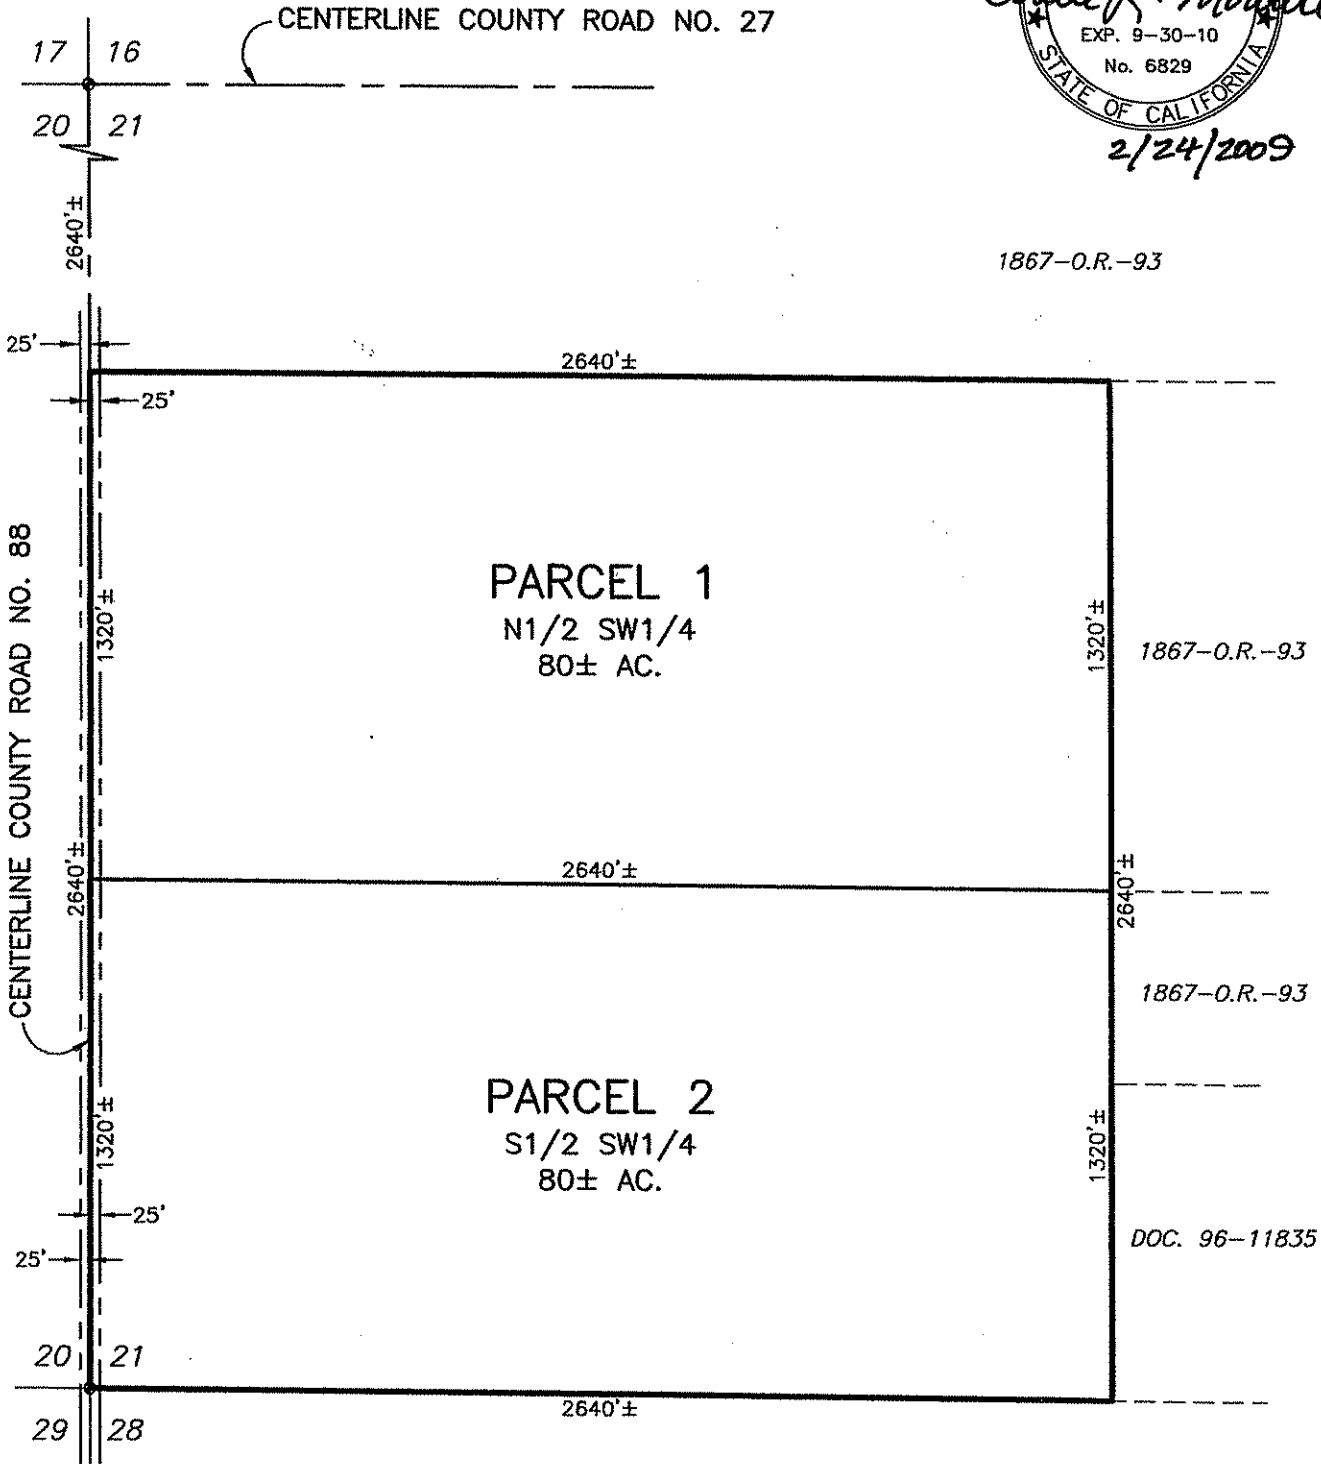 CENTERLINE COUNTY ROAD NO. 27
17 16
20 21
EXP. 9-30-10
No. 6829
STATE OF CALIFORNIA
2/24/2009
2640'±
1867-O.R.-93
25'
2640'±
25'
CENTERLINE COUNTY ROAD NO. 88
1320'±
PARCEL 1
N1/2 SW1/4
80± AC.
1320'±
1867-O.R.-93
2640'±
2640'±
2640'±
1867-O.R.-93
PARCEL 2
S1/2 SW1/4
80± AC.
1320'±
1320'±
25'
25'
DOC. 96-11835
20 21
2640'±
29 28